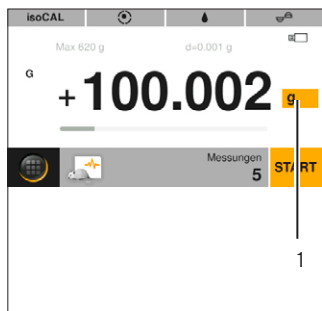 isoCAL
Max 620 g
d=0.001 g
G
+100.002 g
Messungen
5
START
1